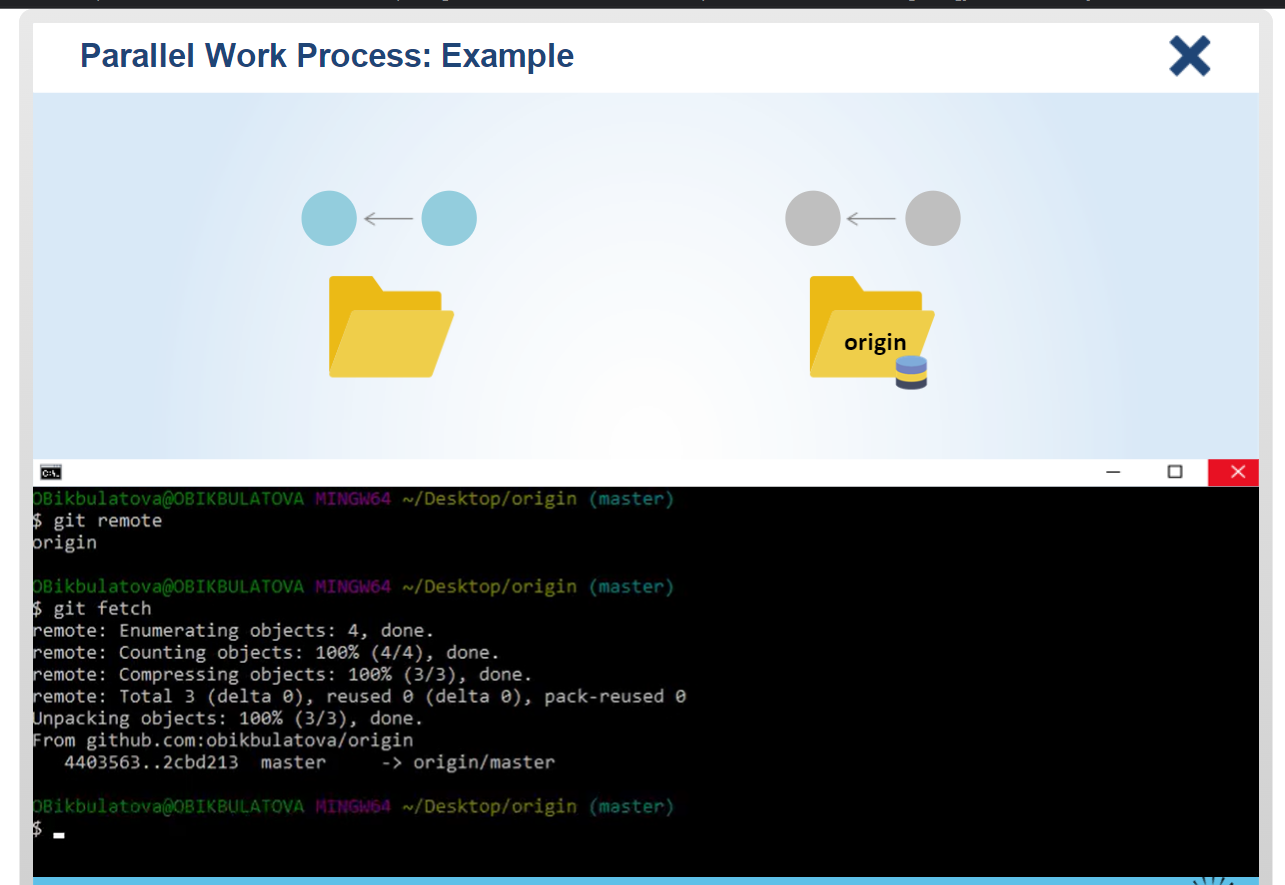 Parallel Work Process: Example
origin
C:\.
OBikbulatova@OBIKBULATOVA MINGW64 ~/Desktop/origin (master)
$ git remote
origin
OBikbulatova@OBIKBULATOVA MINGW64 ~/Desktop/origin (master)
$ git fetch
remote: Enumerating objects: 4, done.
remote: Counting objects: 100% (4/4), done.
remote: Compressing objects: 100% (3/3), done.
remote: Total 3 (delta 0), reused 0 (delta 0), pack-reused 0
Unpacking objects: 100% (3/3), done.
From github.com:obikbulatova/origin
   4403563..2cbd213  master     -> origin/master
OBikbulatova@OBIKBULATOVA MINGW64 ~/Desktop/origin (master)
$